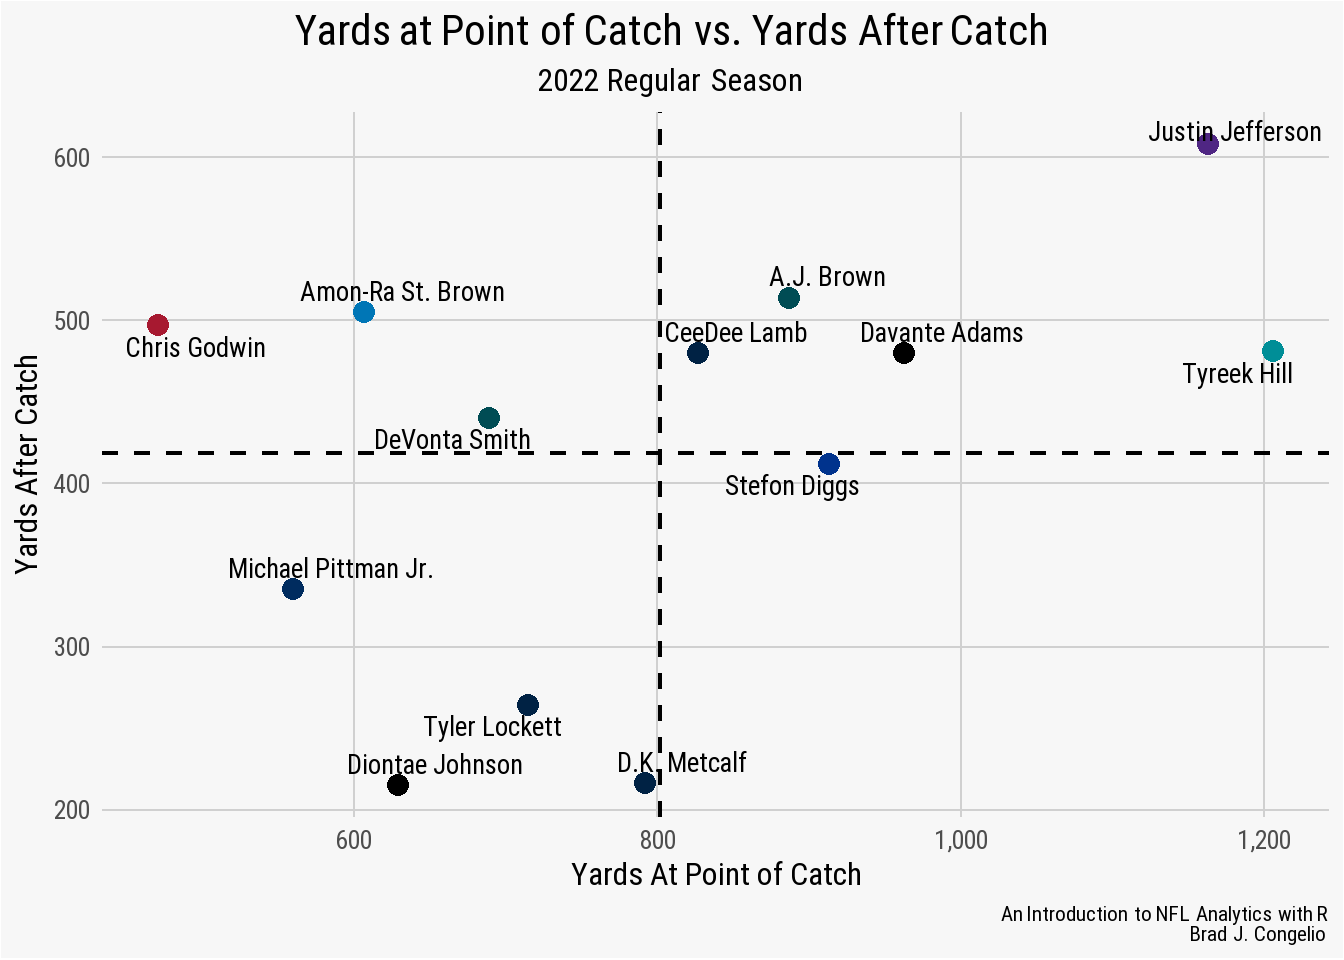 Yards at Point of Catch vs. Yards After Catch
2022 Regular Season
Justin Jefferson
600
A.J. Brown
Amon-Ra St. Brown
500
CeeDee Lamb
Davante Adams
Chris Godwin
Tyreek Hill
DeVonta Smith
Yards After Catch
400
Stefon Diggs
Michael Pittman Jr.
300
Tyler Lockett
Diontae Johnson
D.K. Metcalf
200
600
800
1,000
1,200
Yards At Point of Catch
An Introduction to NFL Analytics with R
Brad J. Congelio